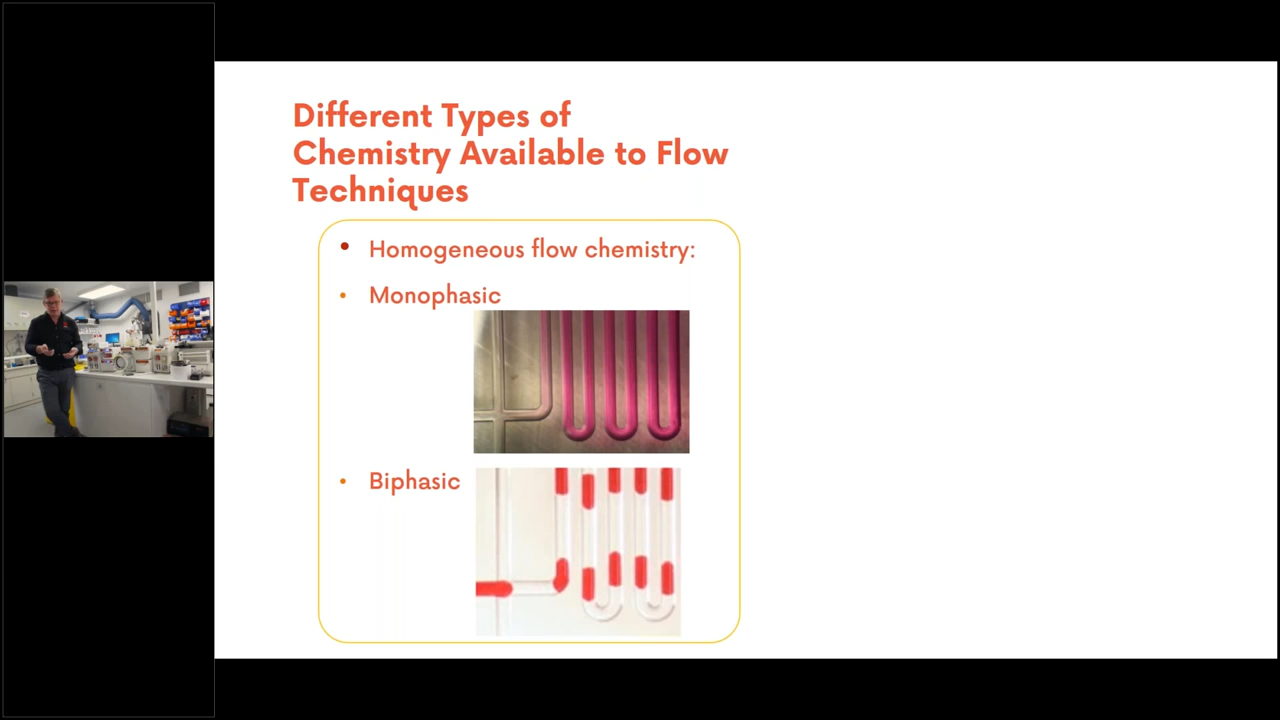 Different Types of
Chemistry Available to Flow
Techniques
• Homogeneous flow chemistry:
• Monophasic
• Biphasic